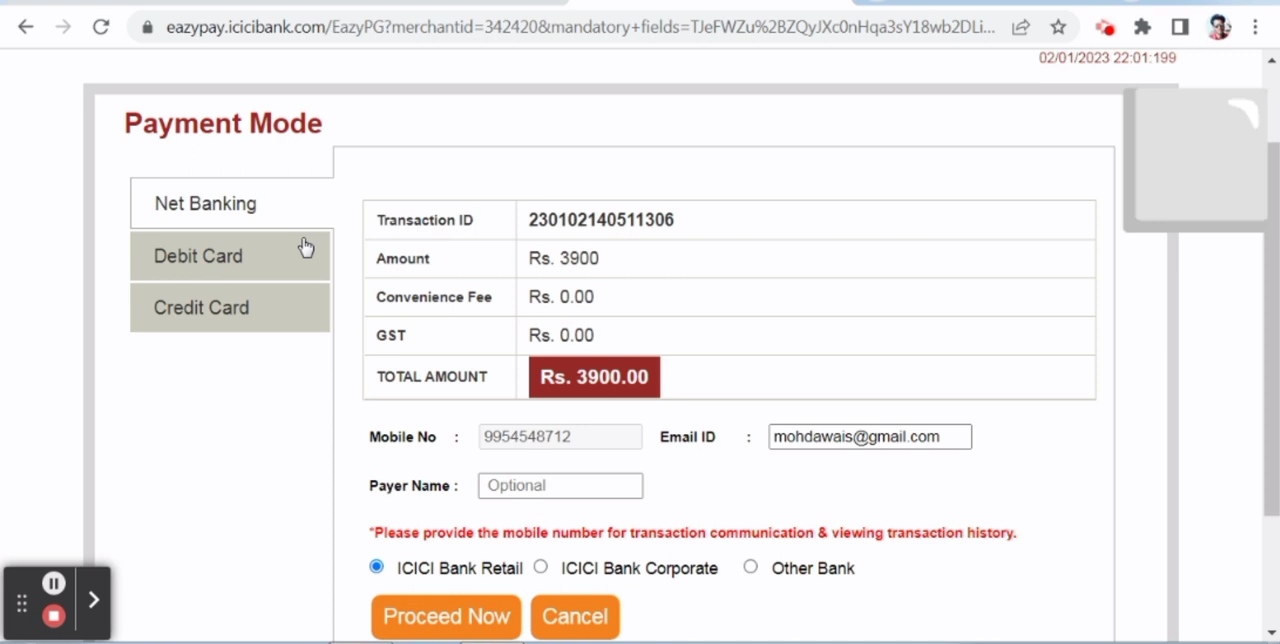 eazypay.icicibank.com/EazyPG?merchantid=342420&mandatory+fields=TJeFWZu%2BZQyJXc0nHqa3sY18wb2DLi...
02/01/2023 22:01:199
Payment Mode
Net Banking
Debit Card
Credit Card
Transaction ID 230102140511306
Amount Rs. 3900
Convenience Fee Rs. 0.00
GST Rs. 0.00
TOTAL AMOUNT Rs. 3900.00
Mobile No : 9954548712 Email ID : mohdawais@gmail.com
Payer Name : Optional
*Please provide the mobile number for transaction communication & viewing transaction history.
ICICI Bank Retail ICICI Bank Corporate Other Bank
Proceed Now Cancel